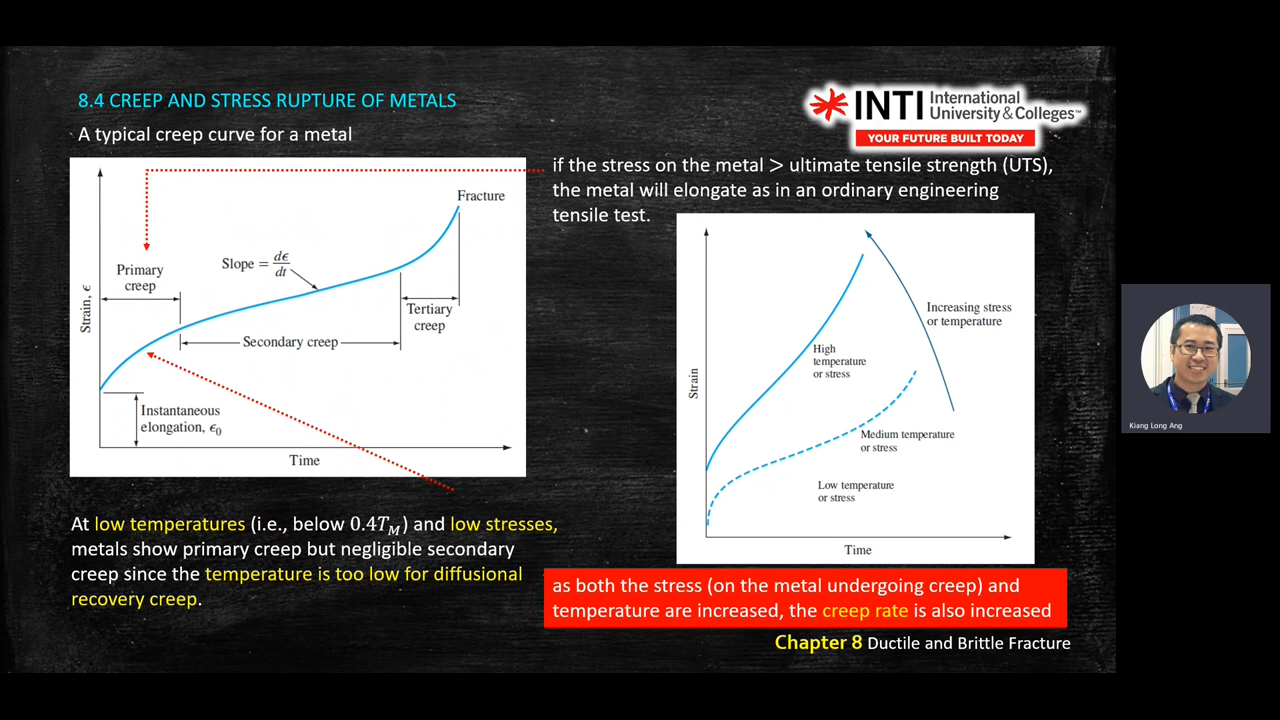 8.4 CREEP AND STRESS RUPTURE OF METALS
A typical creep curve for a metal
INTI International
University & Colleges™
YOUR FUTURE BUILT TODAY
if the stress on the metal > ultimate tensile strength (UTS),
the metal will elongate as in an ordinary engineering
tensile test.
Fracture
Primary
creep
Slope = dϵ/dt
Tertiary
creep
Secondary creep
Instantaneous
elongation, ϵ₀
Strain, ϵ
Time
Increasing stress
or temperature
High
temperature
or stress
Medium temperature
or stress
Low temperature
or stress
Strain
Time
At low temperatures (i.e., below 0.4T_M) and low stresses,
metals show primary creep but negligible secondary
creep since the temperature is too low for diffusional
recovery creep.
as both the stress (on the metal undergoing creep) and
temperature are increased, the creep rate is also increased
Chapter 8 Ductile and Brittle Fracture
Kiang Long Ang